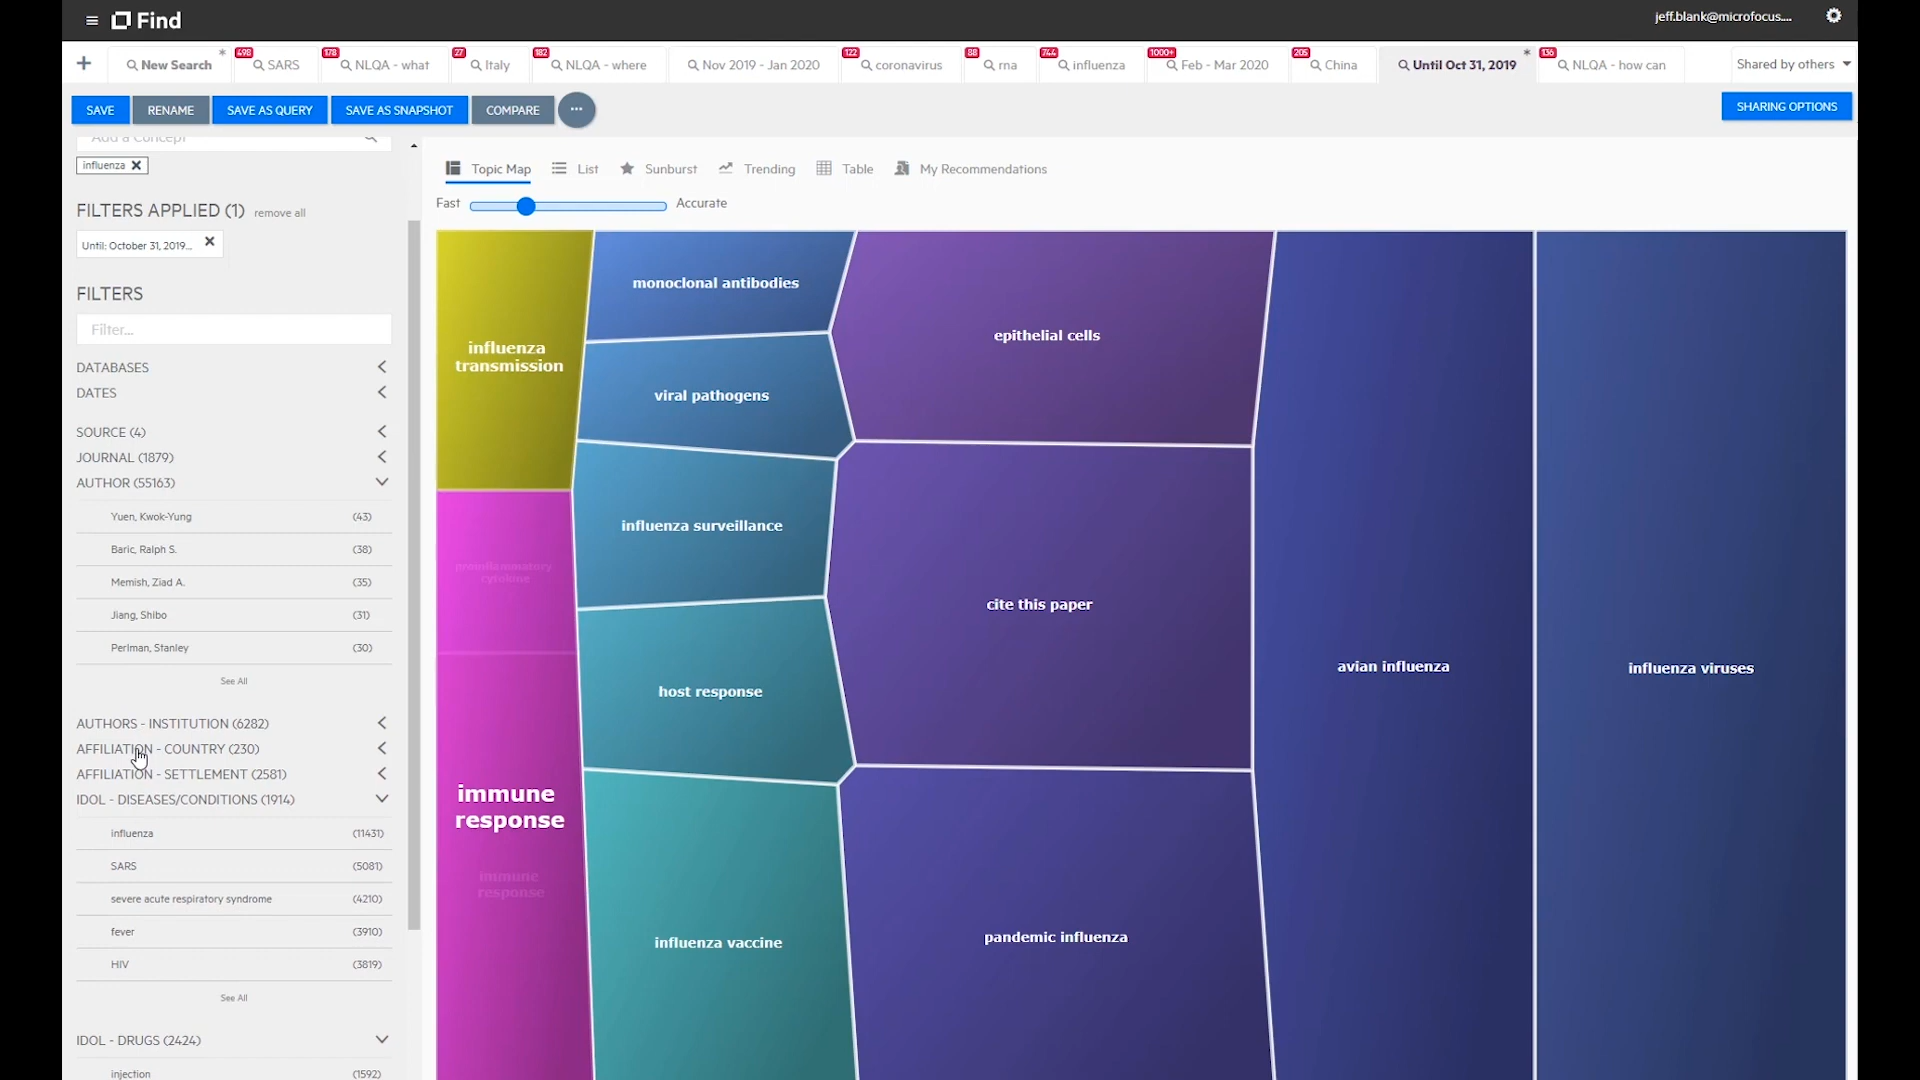 Find
jeff.blank@microfocus....
New Search *
498 SARS
178 NLQA - what
27 Italy
182 NLQA - where
Nov 2019 - Jan 2020
122 coronavirus
88 rna
744 influenza
1000+ Feb - Mar 2020
205 China
Until Oct 31, 2019 *
136 NLQA - how can
Shared by others
SAVE
RENAME
SAVE AS QUERY
SAVE AS SNAPSHOT
COMPARE
...
SHARING OPTIONS
Add a Concept
influenza
FILTERS APPLIED (1) remove all
Until: October 31, 2019...
FILTERS
Filter...
DATABASES
DATES
SOURCE (4)
JOURNAL (1879)
AUTHOR (55163)
Yuen, Kwok-Yung (43)
Baric, Ralph S. (38)
Memish, Ziad A. (35)
Jiang, Shibo (31)
Perlman, Stanley (30)
See All
AUTHORS - INSTITUTION (6282)
AFFILIATION - COUNTRY (230)
AFFILIATION - SETTLEMENT (2581)
IDOL - DISEASES/CONDITIONS (1914)
influenza (11431)
SARS (5081)
severe acute respiratory syndrome (4210)
fever (3910)
HIV (3819)
See All
IDOL - DRUGS (2424)
injection (1592)
Topic Map
List
Sunburst
Trending
Table
My Recommendations
Fast
Accurate
influenza
transmission
proinflammatory
cytokine
immune
response
immune
response
monoclonal antibodies
viral pathogens
influenza surveillance
host response
influenza vaccine
epithelial cells
cite this paper
pandemic influenza
avian influenza
influenza viruses